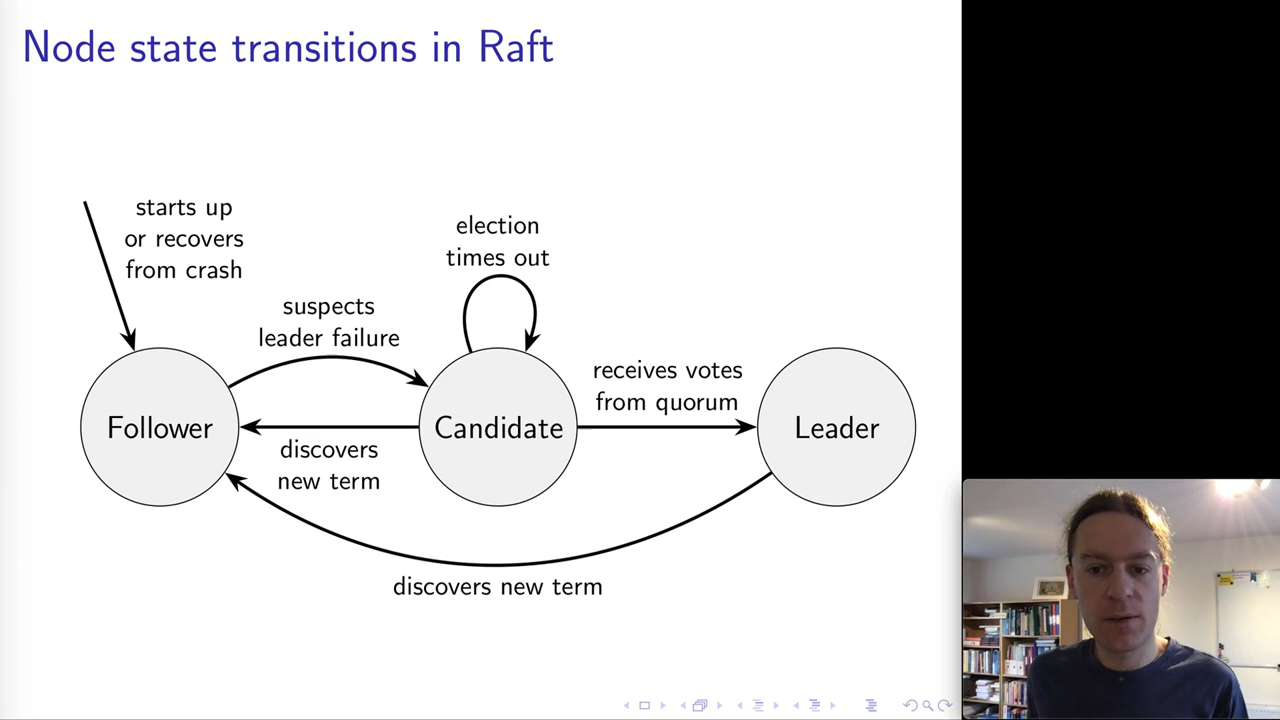 Node state transitions in Raft
starts up
or recovers
from crash
election
times out
suspects
leader failure
receives votes
from quorum
Follower
Candidate
Leader
discovers
new term
discovers new term